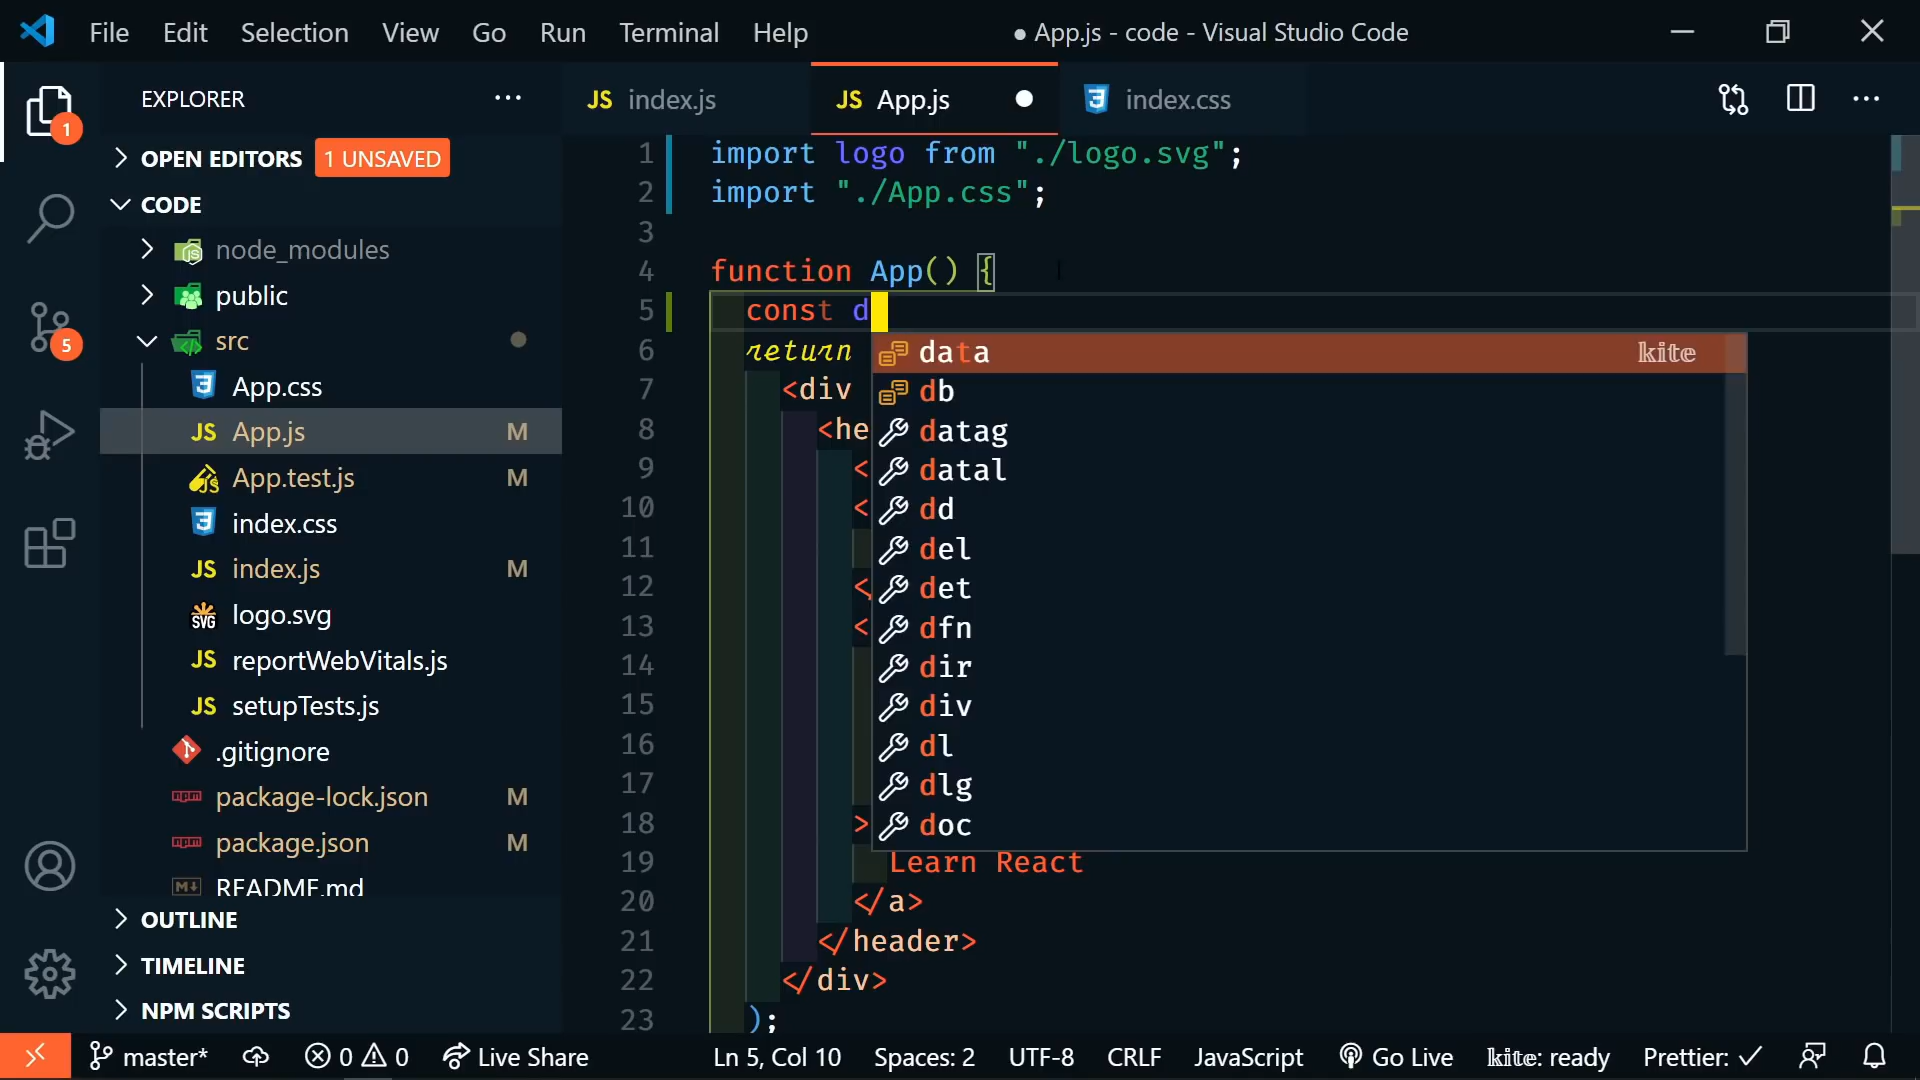 File Edit Selection View Go Run Terminal Help
● App.js - code - Visual Studio Code
EXPLORER
JS index.js
JS App.js
index.css
1
OPEN EDITORS 1 UNSAVED
CODE
node_modules
public
5
src
App.css
JS App.js M
App.test.js M
index.css
JS index.js M
SVG logo.svg
JS reportWebVitals.js
JS setupTests.js
.gitignore
package-lock.json M
package.json M
README.md
OUTLINE
TIMELINE
NPM SCRIPTS
1 import logo from "./logo.svg";
2 import "./App.css";
3
4 function App() {
5 const d
6 return
7 <div
8 <he
9 <
10 <
11
12 </
13 <
14
15
16
17
18 >
19 Learn React
20 </a>
21 </header>
22 </div>
23 );
data kite
db
datag
datal
dd
del
det
dfn
dir
div
dl
dlg
doc
master* 0 0 Live Share Ln 5, Col 10 Spaces: 2 UTF-8 CRLF JavaScript Go Live kite: ready Prettier: ✓